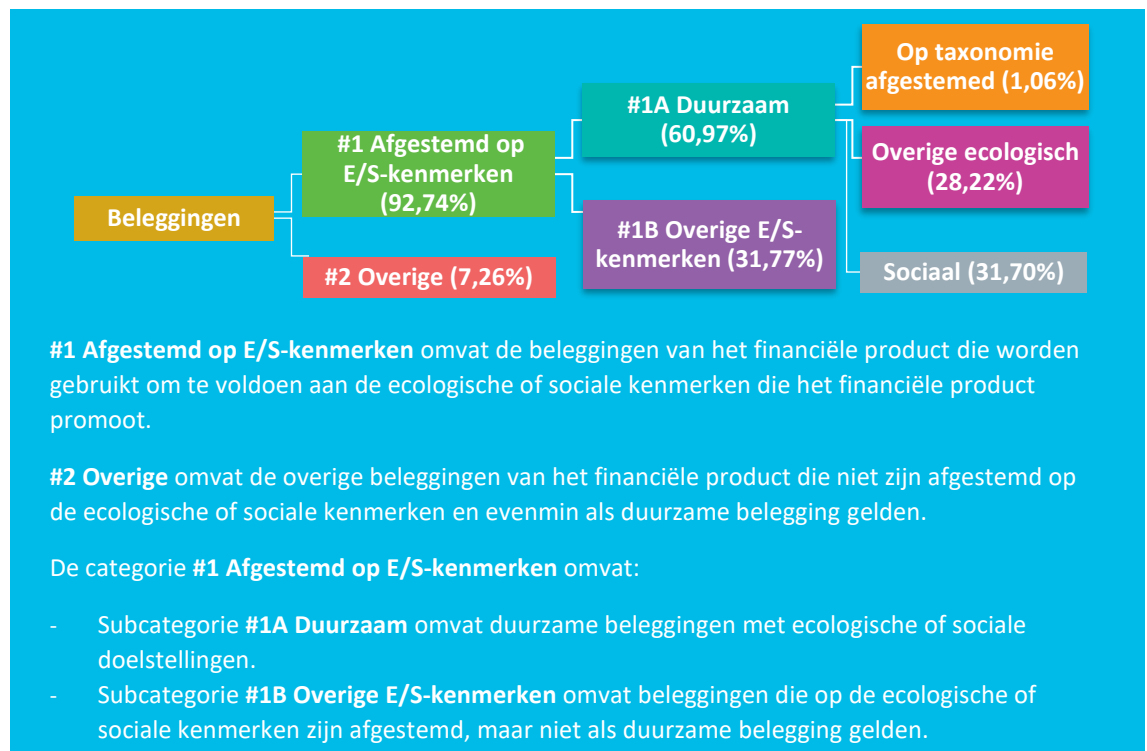 Op taxonomie
afgestemed (1,06%)
#1A Duurzaam
(60,97%)
#1 Afgestemd op
E/S-kenmerken
(92,74%)
Overige ecologisch
(28,22%)
Beleggingen
#1B Overige E/S-
kenmerken (31,77%)
#2 Overige (7,26%)
Sociaal (31,70%)
#1 Afgestemd op E/S-kenmerken omvat de beleggingen van het financiële product die worden
gebruikt om te voldoen aan de ecologische of sociale kenmerken die het financiële product
promoot.
#2 Overige omvat de overige beleggingen van het financiële product die niet zijn afgestemd op
de ecologische of sociale kenmerken en evenmin als duurzame belegging gelden.
De categorie #1 Afgestemd op E/S-kenmerken omvat:
- Subcategorie #1A Duurzaam omvat duurzame beleggingen met ecologische of sociale
doelstellingen.
- Subcategorie #1B Overige E/S-kenmerken omvat beleggingen die op de ecologische of
sociale kenmerken zijn afgestemd, maar niet als duurzame belegging gelden.